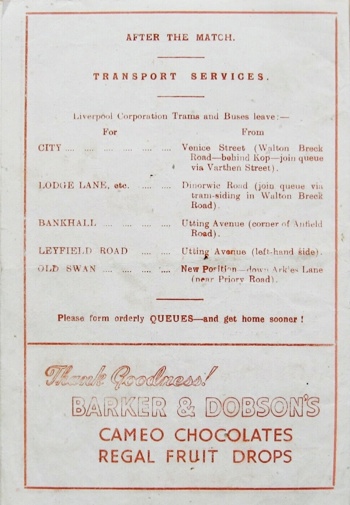 AFTER THE MATCH.
TRANSPORT SERVICES.
Liverpool Corporation Trams and Buses leave:—
For From
CITY .... .... .... .... .... Venice Street (Walton Breck
Road—behind Kop—join queue
via Varthen Street).
LODGE LANE, etc. .... .... Dinorwic Road (join queue via
tram-siding in Walton Breck
Road).
BANKHALL .... .... .... .... Utting Avenue (corner of Anfield
Road).
LEYFIELD ROAD .... .... Utting Avenue (left-hand side).
OLD SWAN .... .... .... .... New Position—down Arkles Lane
(near Priory Road).
Please form orderly QUEUES—and get home sooner !
Thank Goodness!
BARKER & DOBSON'S
CAMEO CHOCOLATES
REGAL FRUIT DROPS